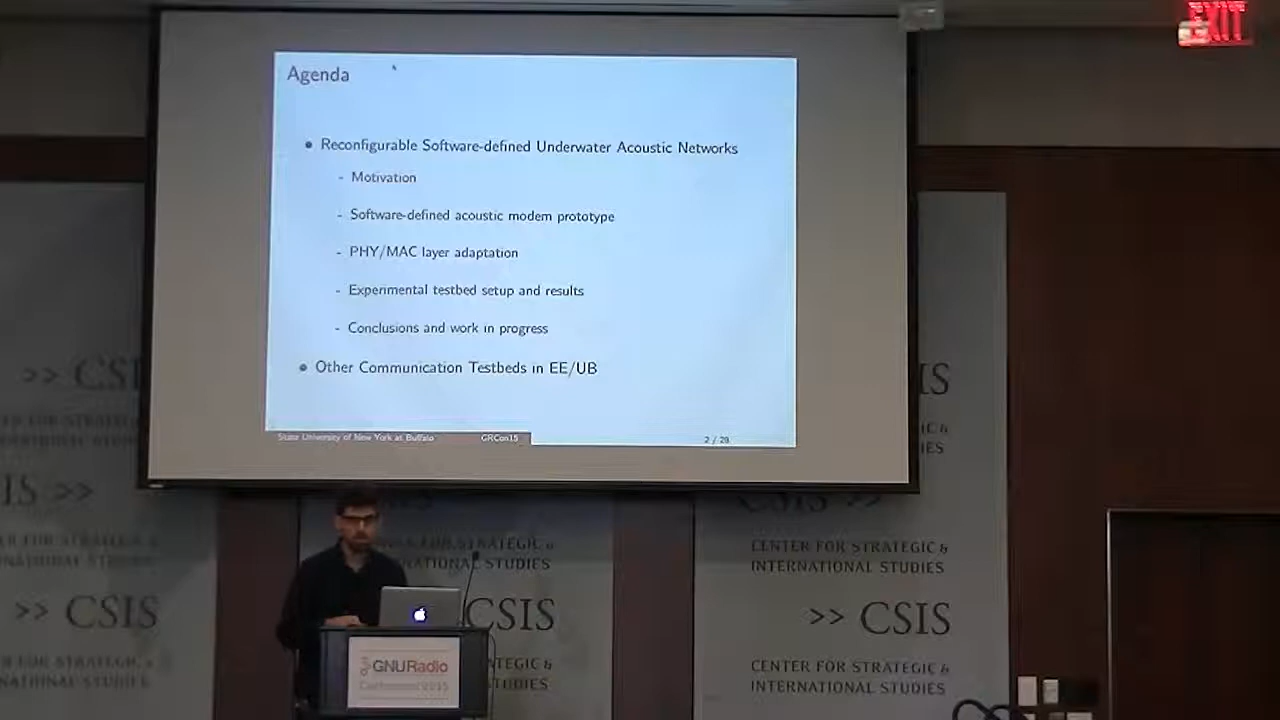 EXIT
Agenda
Reconfigurable Software-defined Underwater Acoustic Networks
- Motivation
- Software-defined acoustic modem prototype
- PHY/MAC layer adaptation
- Experimental testbed setup and results
- Conclusions and work in progress
Other Communication Testbeds in EE/UB
State University of New York at Buffalo GRCon15 2 / 29
>> CSIS
CENTER FOR STRATEGIC &
INTERNATIONAL STUDIES
>> CSIS
CENTER FOR STRATEGIC &
INTERNATIONAL STUDIES
>> CSIS
CSIS
GNURadio
Conference2015